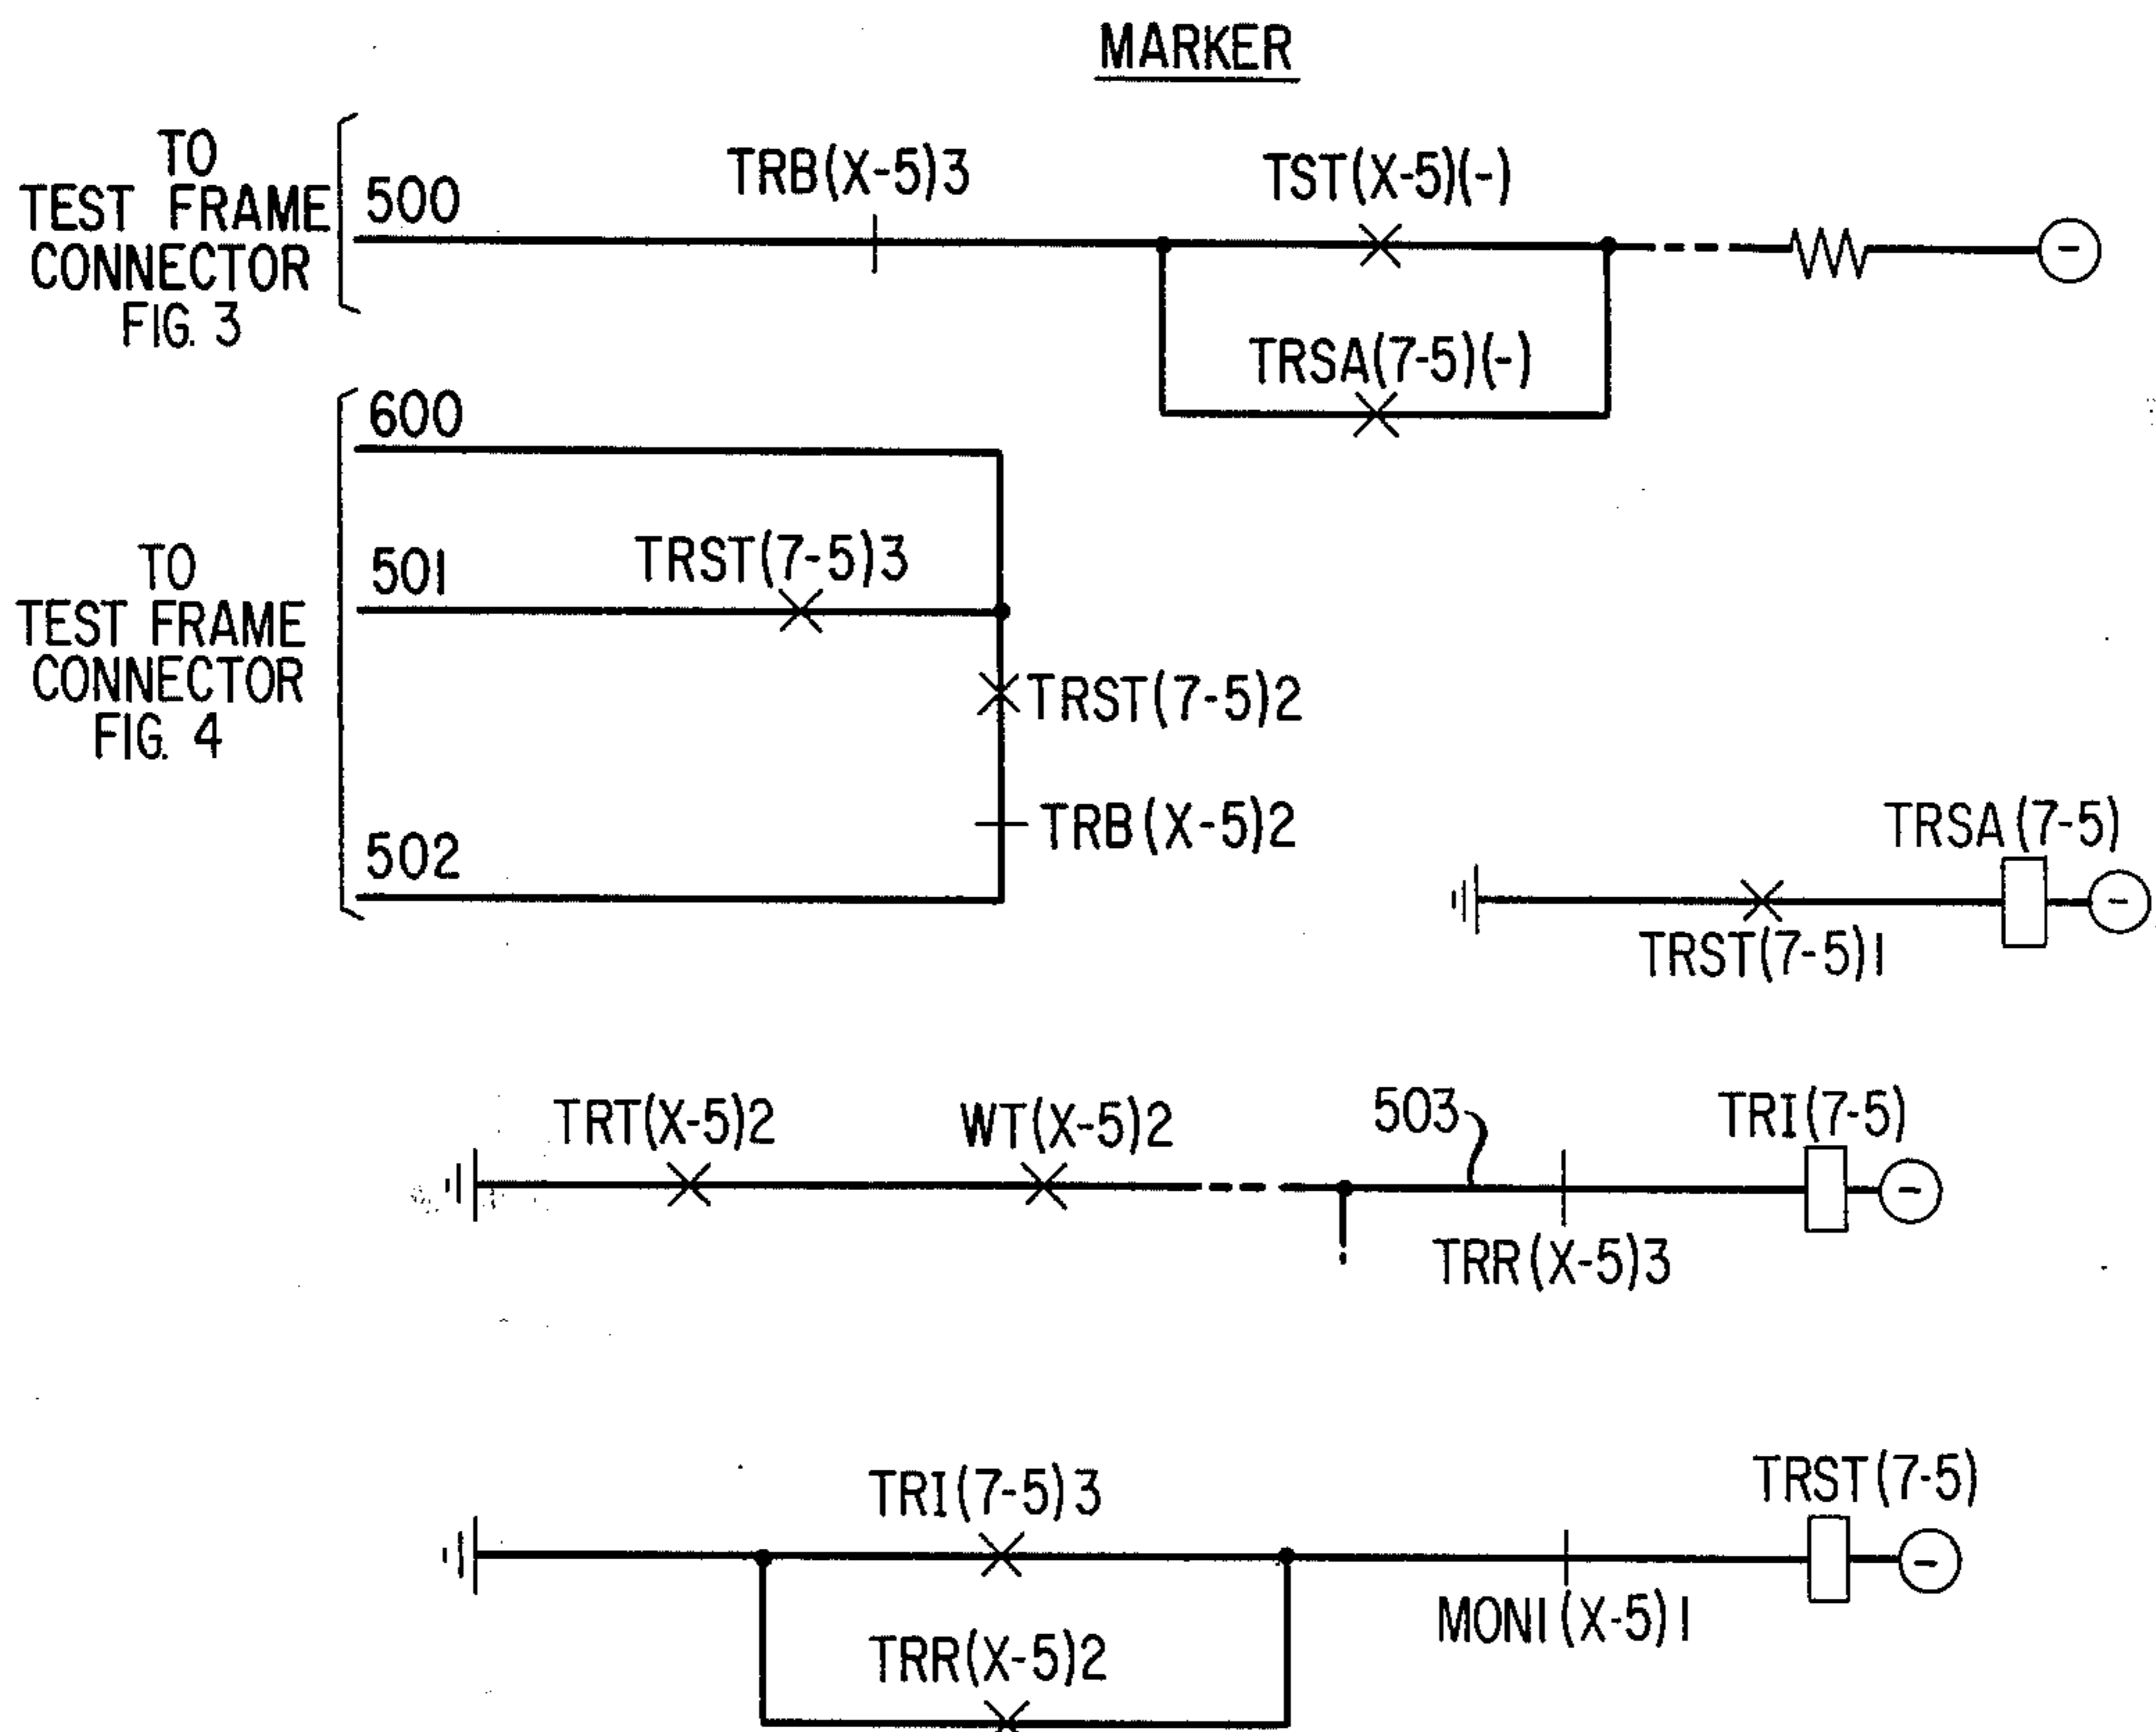 MARKER
TO
TEST FRAME
CONNECTOR
FIG. 3
500
TRB(X-5)3
TST(X-5)(-)
TRSA(7-5)(-)
TO
TEST FRAME
CONNECTOR
FIG. 4
600
501
TRST(7-5)3
TRST(7-5)2
TRB(X-5)2
502
TRSA(7-5)
TRST(7-5)1
TRT(X-5)2
WT(X-5)2
503
TRI(7-5)
TRR(X-5)3
TRI(7-5)3
TRST(7-5)
MON1(X-5)1
TRR(X-5)2